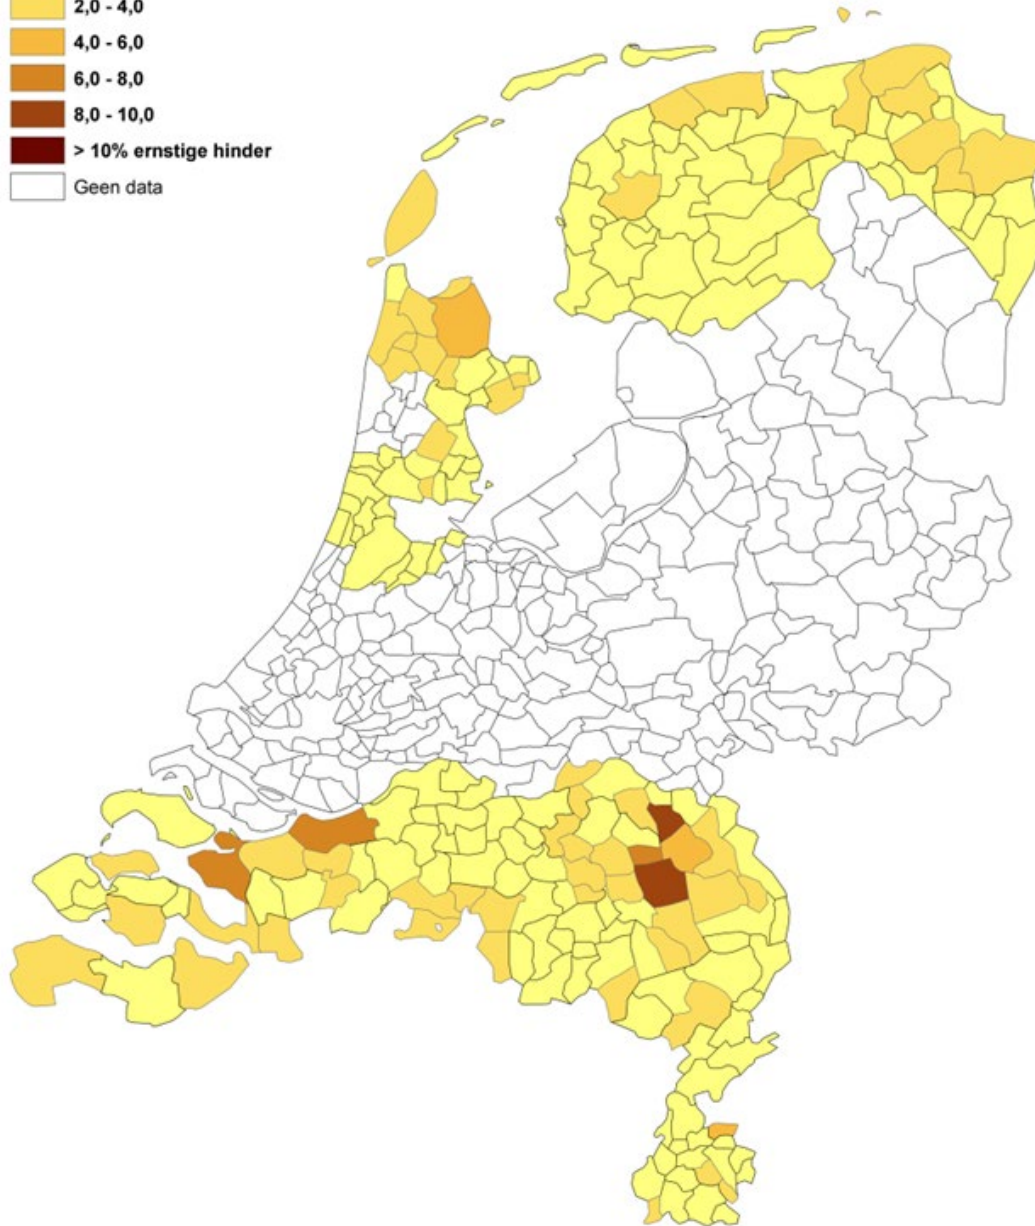 2,0 - 4,0
4,0 - 6,0
6,0 - 8,0
8,0 - 10,0
> 10% ernstige hinder
Geen data